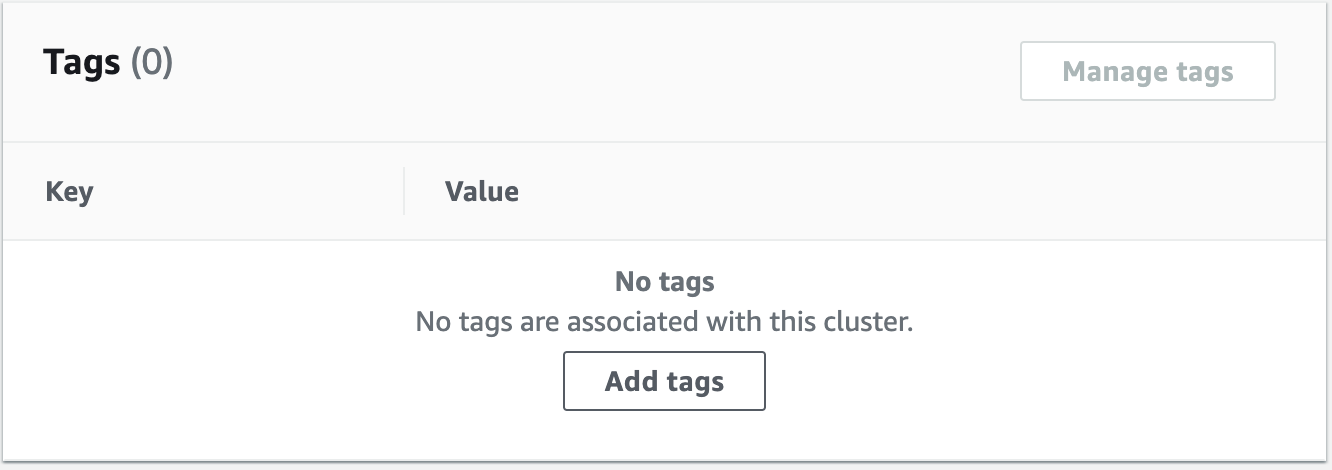 Tags (0)
Manage tags
Key
Value
No tags
No tags are associated with this cluster.
Add tags